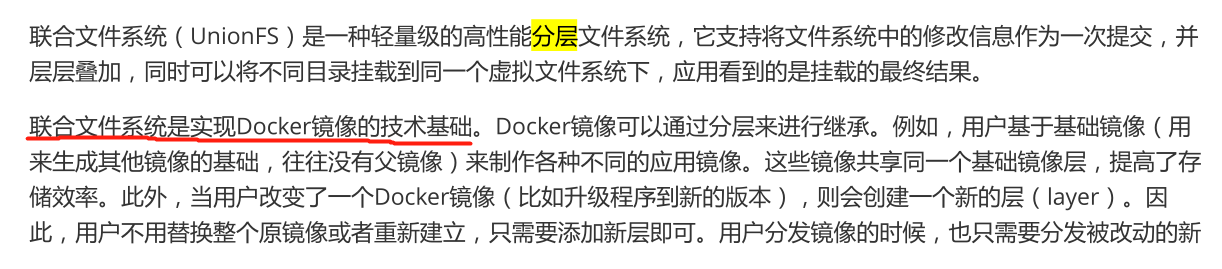 联合文件系统（UnionFS）是一种轻量级的高性能分层文件系统，它支持将文件系统中的修改信息作为一次提交，并
层层叠加，同时可以将不同目录挂载到同一个虚拟文件系统下，应用看到的是挂载的最终结果。
联合文件系统是实现Docker镜像的技术基础。Docker镜像可以通过分层来进行继承。例如，用户基于基础镜像（用
来生成其他镜像的基础，往往没有父镜像）来制作各种不同的应用镜像。这些镜像共享同一个基础镜像层，提高了存
储效率。此外，当用户改变了一个Docker镜像（比如升级程序到新的版本），则会创建一个新的层（layer）。因
此，用户不用替换整个原镜像或者重新建立，只需要添加新层即可。用户分发镜像的时候，也只需要分发被改动的新